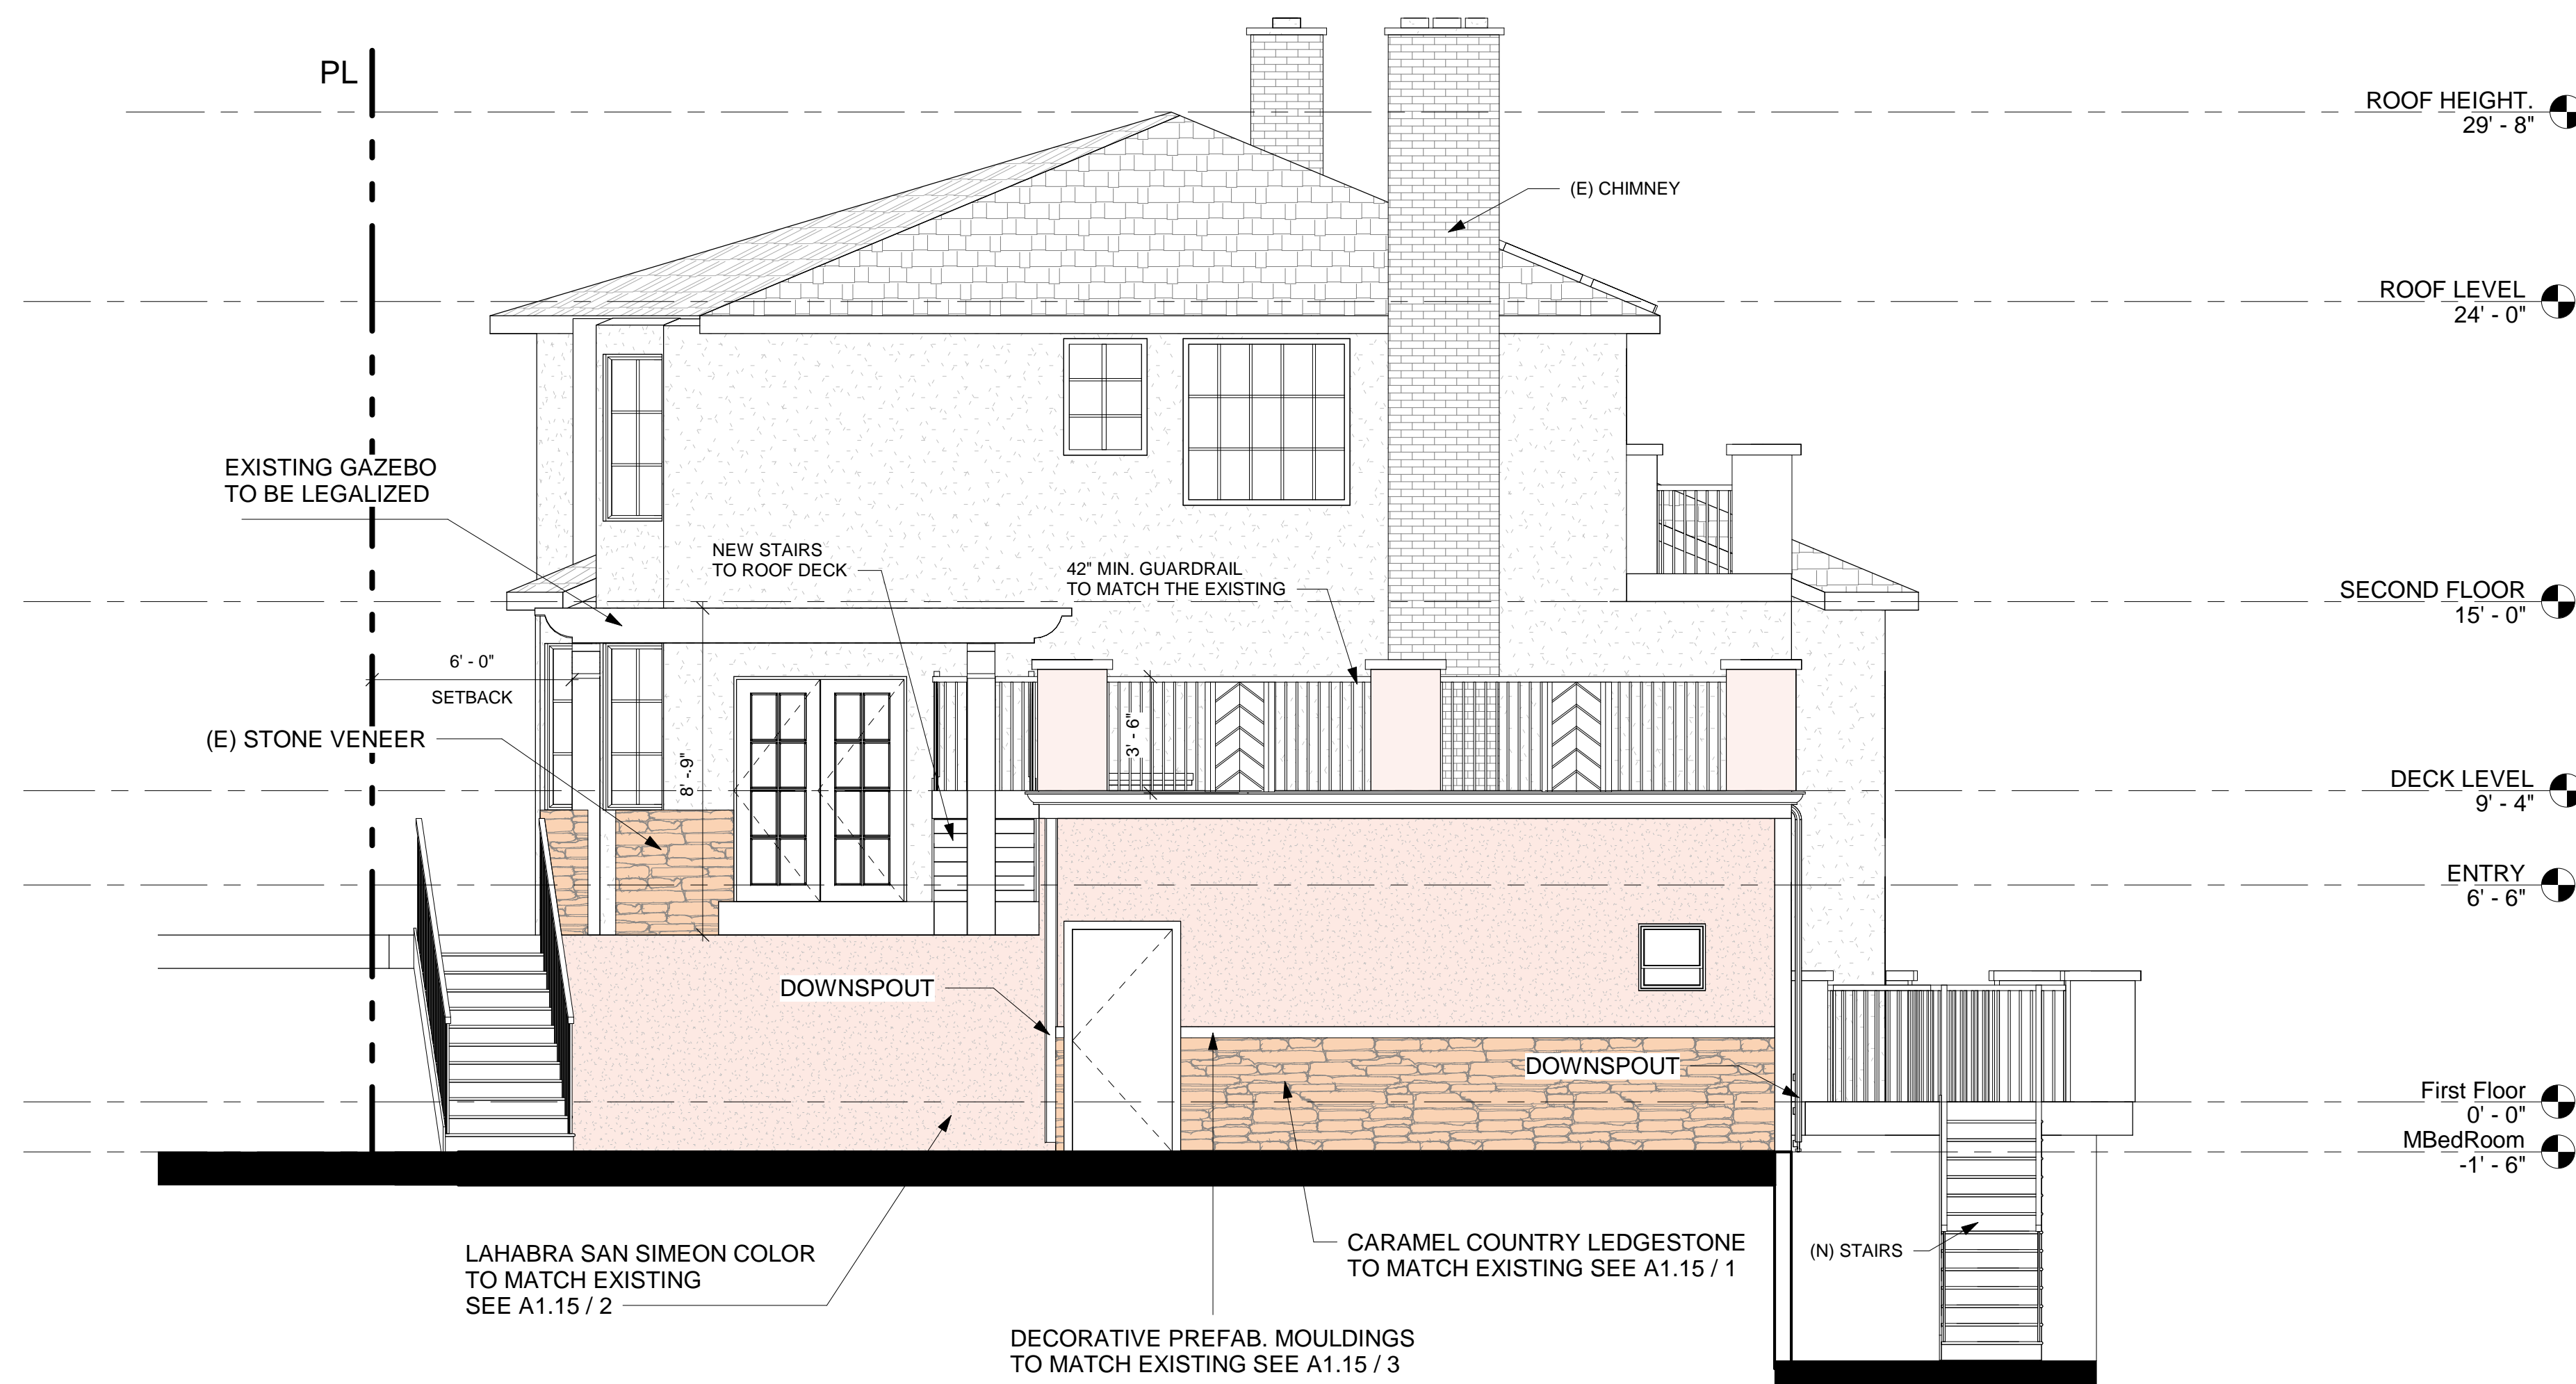 PL
ROOF HEIGHT.
29' - 8"
(E) CHIMNEY
ROOF LEVEL
24' - 0"
EXISTING GAZEBO
TO BE LEGALIZED
NEW STAIRS
TO ROOF DECK
42" MIN. GUARDRAIL
TO MATCH THE EXISTING
SECOND FLOOR
15' - 0"
6' - 0"
SETBACK
(E) STONE VENEER
8' - 9"
3' - 6"
DECK LEVEL
9' - 4"
ENTRY
6' - 6"
DOWNSPOUT
DOWNSPOUT
First Floor
0' - 0"
MBedRoom
-1' - 6"
LAHABRA SAN SIMEON COLOR
TO MATCH EXISTING
SEE A1.15 / 2
CARAMEL COUNTRY LEDGESTONE
TO MATCH EXISTING SEE A1.15 / 1
(N) STAIRS
DECORATIVE PREFAB. MOULDINGS
TO MATCH EXISTING SEE A1.15 / 3